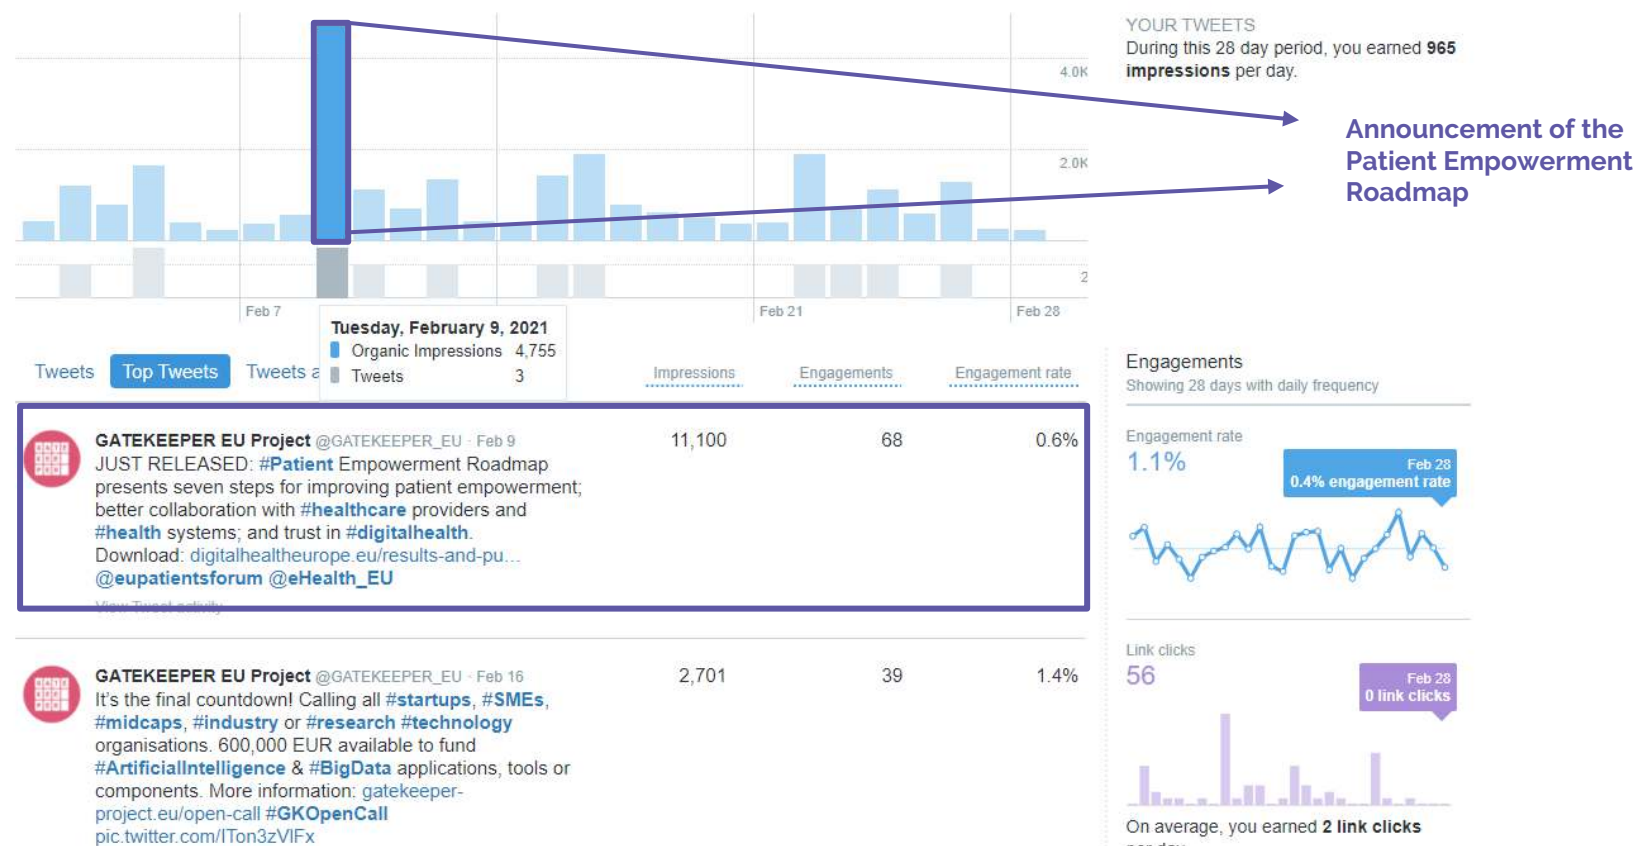 YOUR TWEETS
During this 28 day period, you earned 965
impressions per day.
4.0K
2.0K
2
Announcement of the
Patient Empowerment
Roadmap
Feb 7
Feb 21
Feb 28
Tuesday, February 9, 2021
Organic Impressions 4,755
Tweets 3
Tweets Top Tweets Tweets a
Impressions Engagements Engagement rate
GATEKEEPER EU Project @GATEKEEPER_EU · Feb 9
11,100 68 0.6%
JUST RELEASED: #Patient Empowerment Roadmap
presents seven steps for improving patient empowerment;
better collaboration with #healthcare providers and
#health systems; and trust in #digitalhealth.
Download: digitalhealtheurope.eu/results-and-pu…
@eupatientsforum @eHealth_EU
View Tweet activity
GATEKEEPER EU Project @GATEKEEPER_EU · Feb 16
2,701 39 1.4%
It's the final countdown! Calling all #startups, #SMEs,
#midcaps, #industry or #research #technology
organisations. 600,000 EUR available to fund
#ArtificialIntelligence & #BigData applications, tools or
components. More information: gatekeeper-
project.eu/open-call #GKOpenCall
pic.twitter.com/ITon3zVlFx
Engagements
Showing 28 days with daily frequency
Engagement rate
1.1%
Feb 28
0.4% engagement rate
Link clicks
56
Feb 28
0 link clicks
On average, you earned 2 link clicks